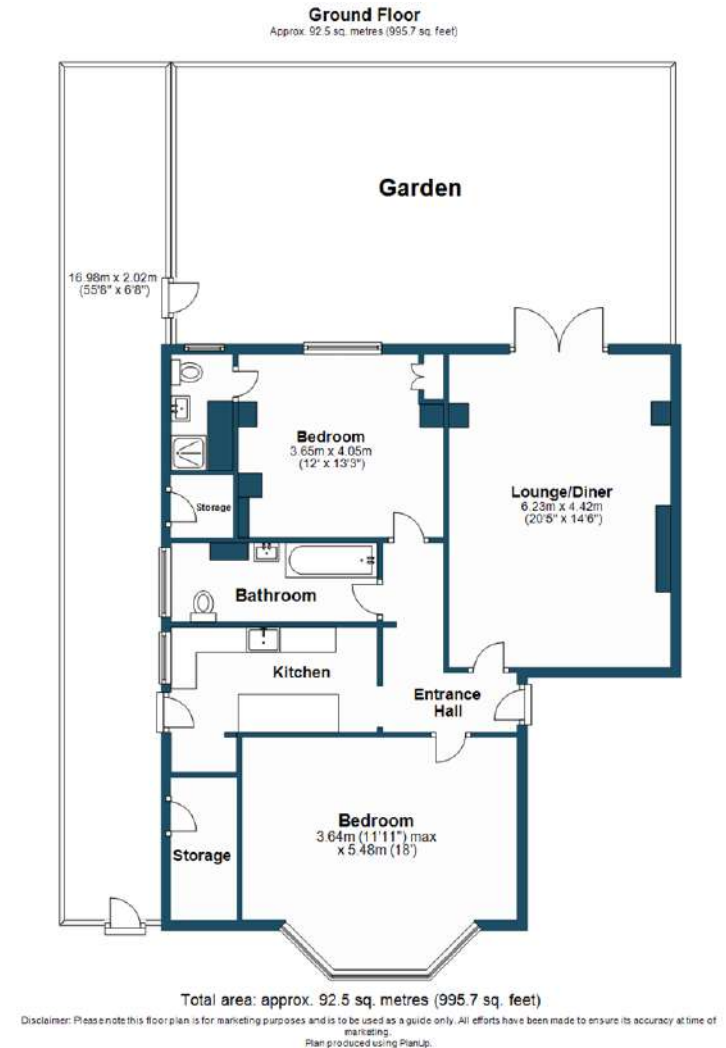 Ground Floor
Approx. 92.5 sq. metres (995.7 sq. feet)
Garden
16.98m x 2.02m
(55'8" x 6'8")
Bedroom
3.65m x 4.05m
(12' x 13'3")
Lounge/Diner
6.23m x 4.42m
(20'5" x 14'6")
Storage
Bathroom
Kitchen
Entrance
Hall
Bedroom
3.64m (11'11") max
x 5.48m (18')
Storage
Total area: approx. 92.5 sq. metres (995.7 sq. feet)
Disclaimer: Please note this floor plan is for marketing purposes and is to be used as a guide only. All efforts have been made to ensure its accuracy at time of
marketing.
Plan produced using PlanUp.